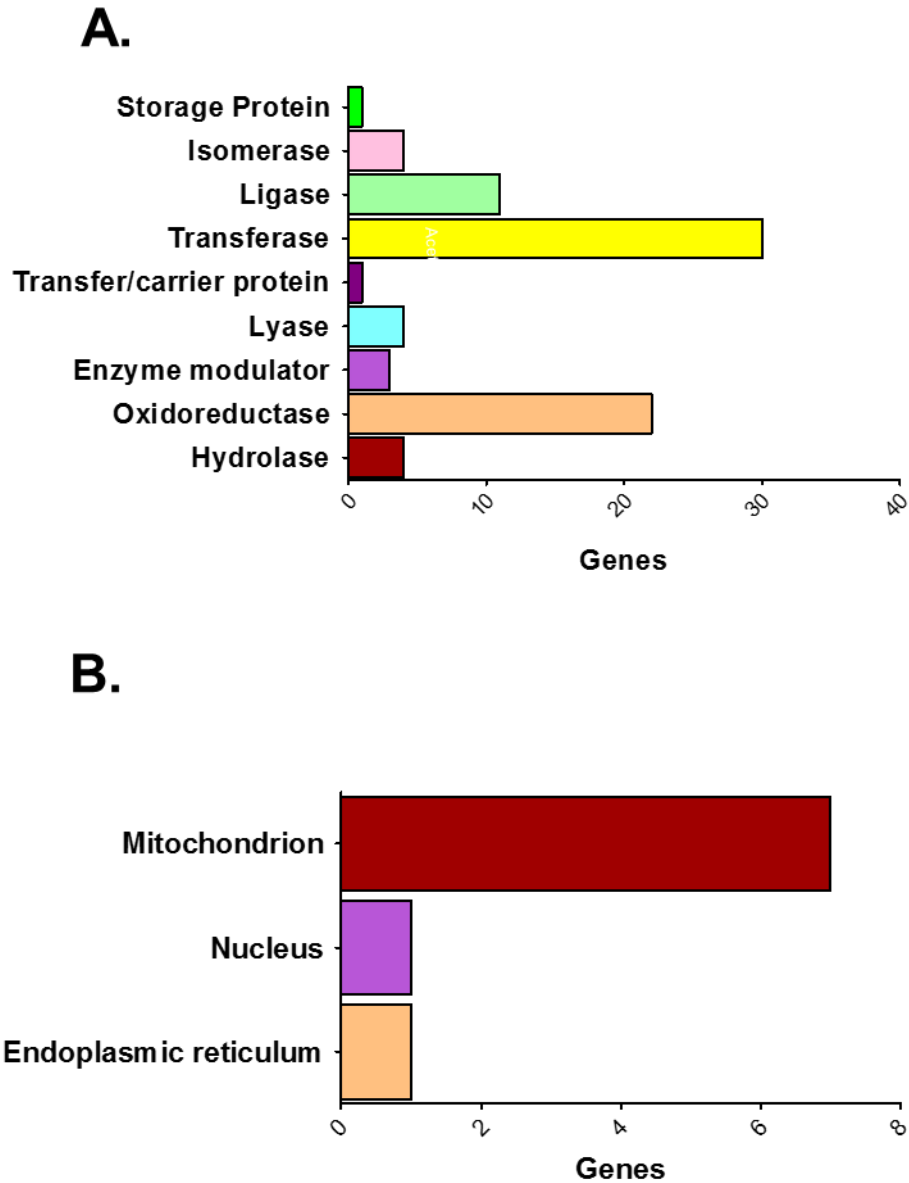 A.
Storage Protein
Isomerase
Ligase
Transferase
Transfer/carrier protein
Lyase
Enzyme modulator
Oxidoreductase
Hydrolase
0 10 20 30 40
Genes
B.
Mitochondrion
Nucleus
Endoplasmic reticulum
0 2 4 6 8
Genes